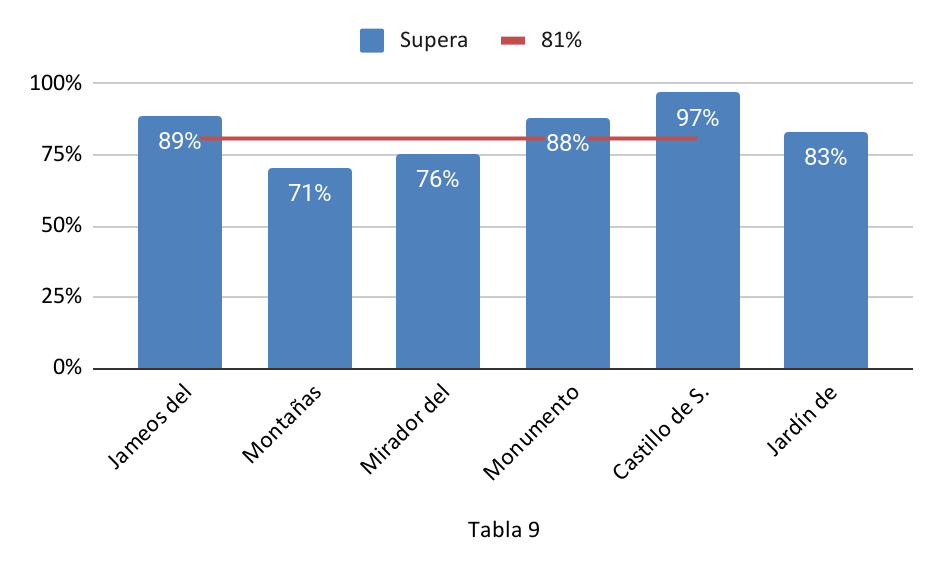 Supera 81%
100%
75%
50%
25%
0%
89%
71%
76%
88%
97%
83%
Jameos del
Montañas
Mirador del
Monumento
Castillo de S.
Jardín de
Tabla 9